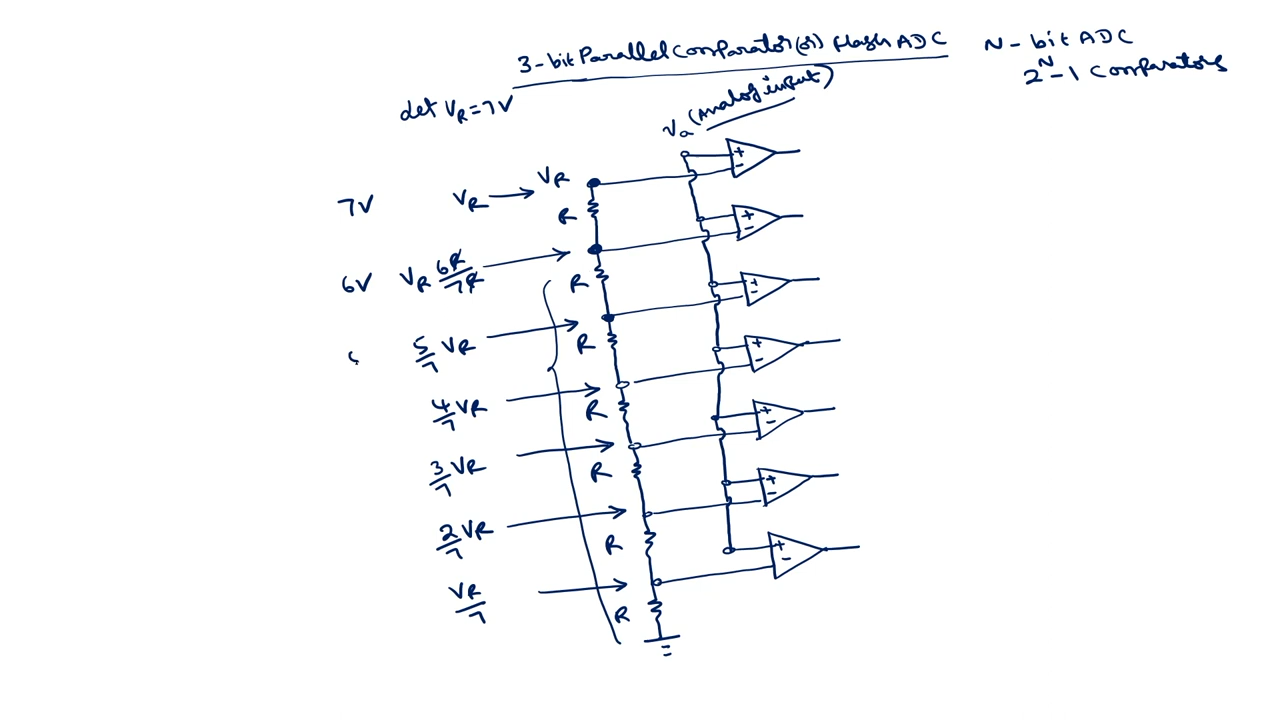 3-bit Parallel Comparator (or) Flash ADC
N-bit ADC
2^N-1 Comparators
Let VR=7V
Va (Analog input)
7V VR → VR
R
6V VR 6R/7R
R
5/7 VR
R
4/7 VR
R
3/7 VR
R
2/7 VR
R
VR/7
R
+
-
+
-
+
-
+
-
+
-
+
-
+
-